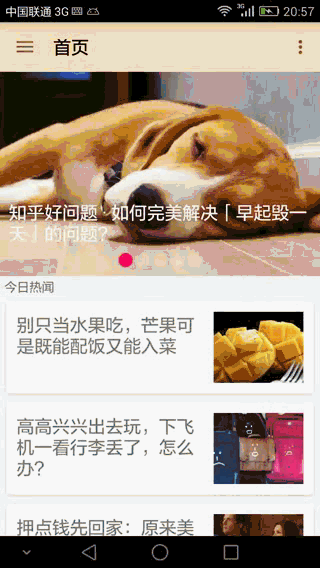 中国联通 3G 3G 20:57
首页
知乎好问题 · 如何完美解决「早起毁一
天」的问题?
今日热闻
别只当水果吃，芒果可
是既能配饭又能入菜
高高兴兴出去玩，下飞
机一看行李丢了，怎么
办?
押点钱先回家：原来美